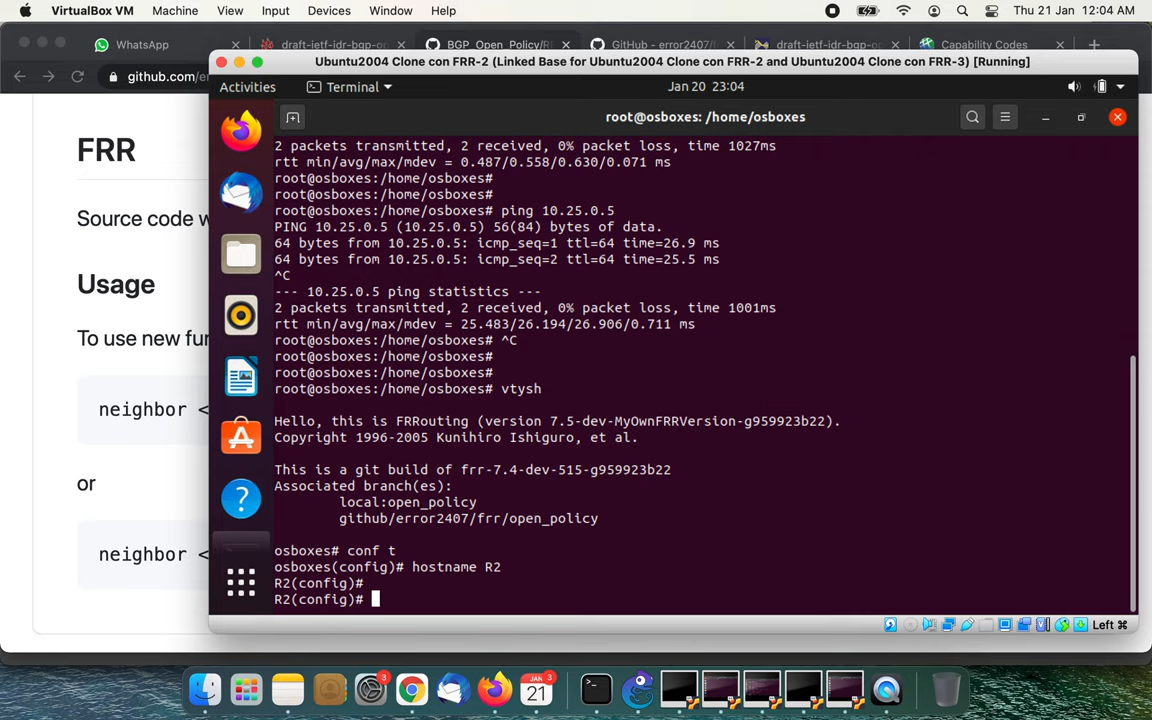 VirtualBox VM Machine View Input Devices Window Help Thu 21 Jan 12:04 AM
WhatsApp draft-ietf-idr-bgp-op BGP_Open_Policy/RE GitHub - error2407/f draft-ietf-idr-bgp-op Capability Codes
github.com/er
Ubuntu2004 Clone con FRR-2 (Linked Base for Ubuntu2004 Clone con FRR-2 and Ubuntu2004 Clone con FRR-3) [Running]
Activities Terminal Jan 20 23:04
root@osboxes: /home/osboxes
FRR
Source code w
Usage
To use new fun
neighbor <
or
neighbor <
2 packets transmitted, 2 received, 0% packet loss, time 1027ms
rtt min/avg/max/mdev = 0.487/0.558/0.630/0.071 ms
root@osboxes:/home/osboxes#
root@osboxes:/home/osboxes#
root@osboxes:/home/osboxes# ping 10.25.0.5
PING 10.25.0.5 (10.25.0.5) 56(84) bytes of data.
64 bytes from 10.25.0.5: icmp_seq=1 ttl=64 time=26.9 ms
64 bytes from 10.25.0.5: icmp_seq=2 ttl=64 time=25.5 ms
^C
--- 10.25.0.5 ping statistics ---
2 packets transmitted, 2 received, 0% packet loss, time 1001ms
rtt min/avg/max/mdev = 25.483/26.194/26.906/0.711 ms
root@osboxes:/home/osboxes# ^C
root@osboxes:/home/osboxes#
root@osboxes:/home/osboxes#
root@osboxes:/home/osboxes# vtysh
Hello, this is FRRouting (version 7.5-dev-MyOwnFRRVersion-g959923b22).
Copyright 1996-2005 Kunihiro Ishiguro, et al.
This is a git build of frr-7.4-dev-515-g959923b22
Associated branch(es):
local:open_policy
github/error2407/frr/open_policy
osboxes# conf t
osboxes(config)# hostname R2
R2(config)#
R2(config)#
Left ⌘
3
JAN 21 3